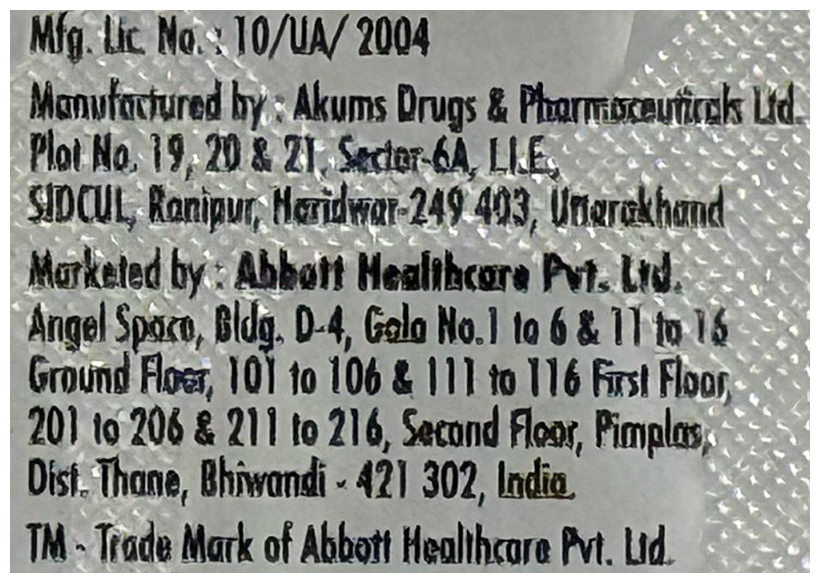 Mfg. Lic No. : 10/UA/ 2004
Manufactured by : Akums Drugs & Pharmaceuticals Ltd.
Plot No. 19, 20 & 21, Sector-6A, I.I.E.,
SIDCUL, Ranipur, Haridwar-249 403, Uttarakhand
Marketed by : Abbott Healthcare Pvt. Ltd.
Angel Space, Bldg. D-4, Gala No.1 to 6 & 11 to 16
Ground Floor, 101 to 106 & 111 to 116 First Floor,
201 to 206 & 211 to 216, Second Floor, Pimplas,
Dist. Thane, Bhiwandi - 421 302, India.
TM - Trade Mark of Abbott Healthcare Pvt. Ltd.